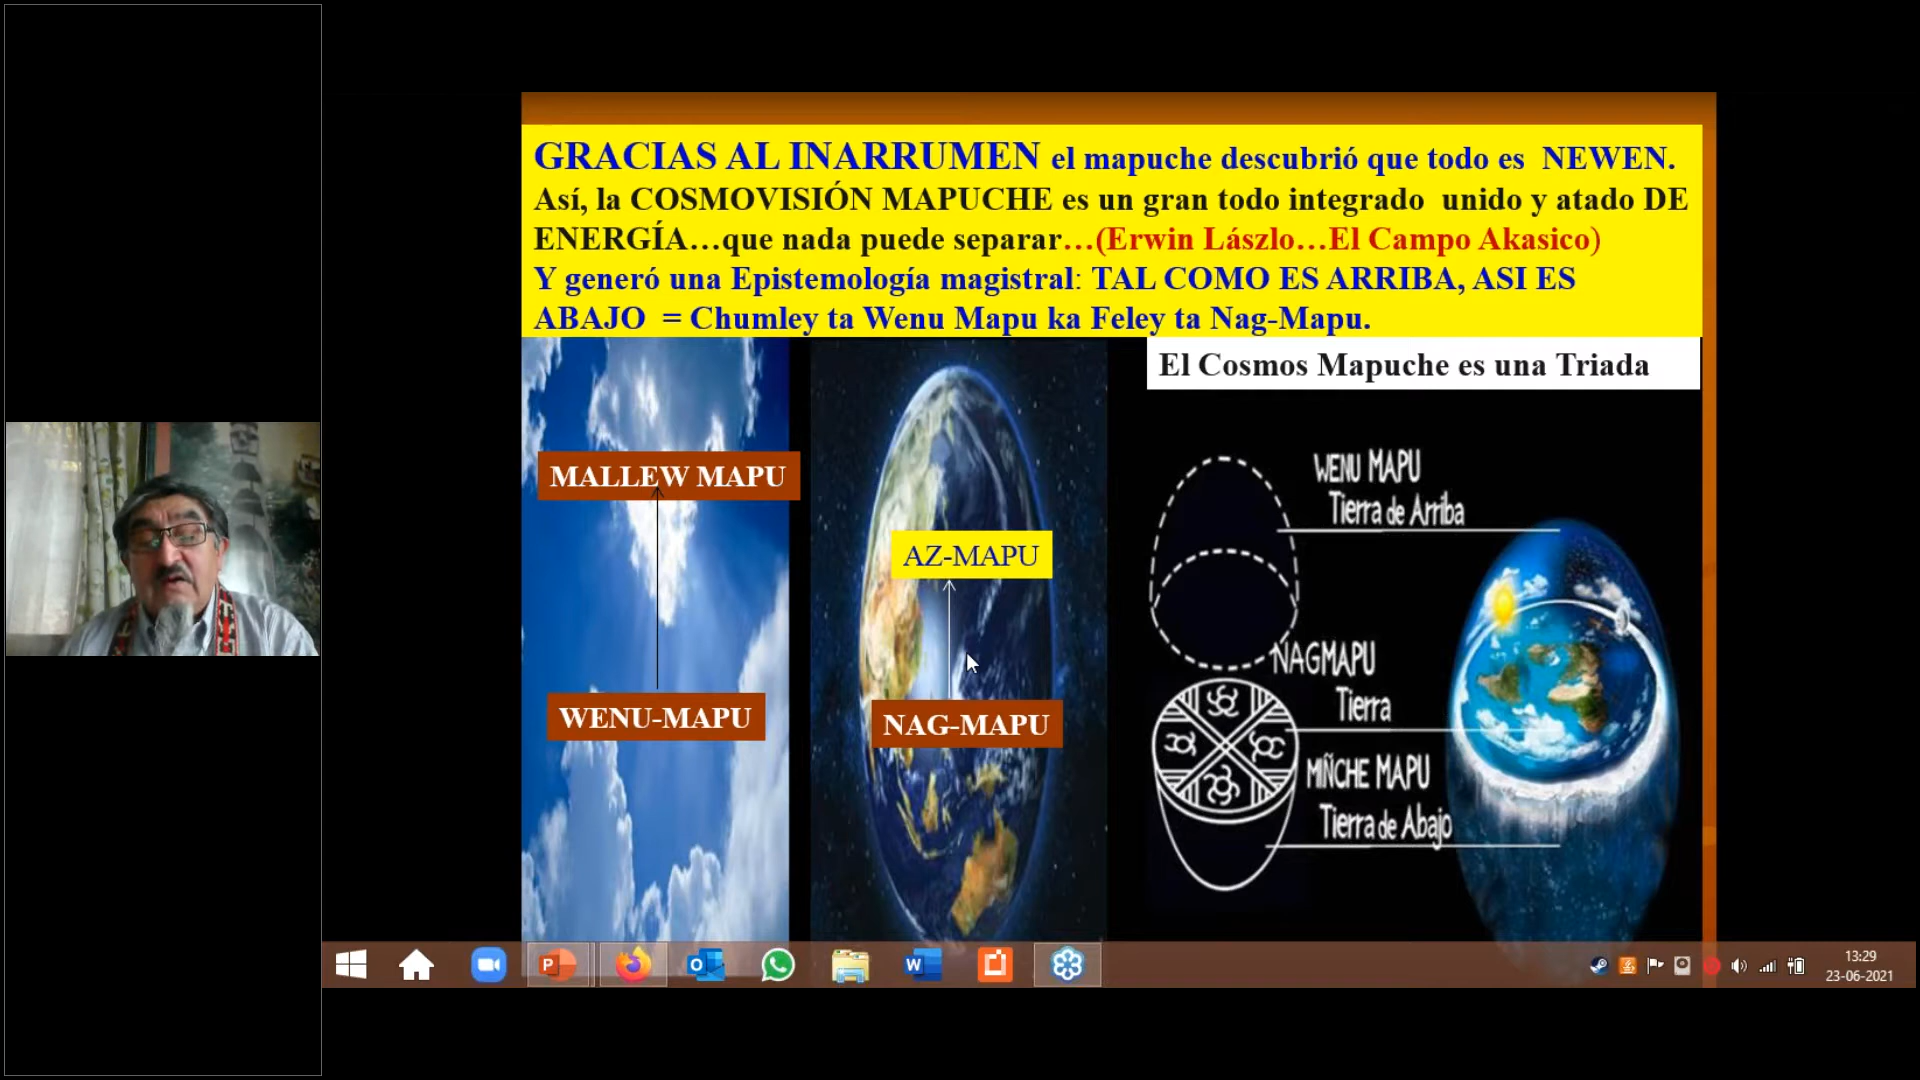 GRACIAS AL INARRUMEN el mapuche descubrió que todo es NEWEN.
Así, la COSMOVISIÓN MAPUCHE es un gran todo integrado unido y atado DE
ENERGÍA...que nada puede separar...(Erwin Lászlo...El Campo Akasico)
Y generó una Epistemología magistral: TAL COMO ES ARRIBA, ASI ES
ABAJO = Chumley ta Wenu Mapu ka Feley ta Nag-Mapu.
El Cosmos Mapuche es una Triada
MALLEW MAPU
WENU-MAPU
AZ-MAPU
NAG-MAPU
WENU MAPU
Tierra de Arriba
NAGMAPU
Tierra
MIÑCHE MAPU
Tierra de Abajo
13:29
23-06-2021